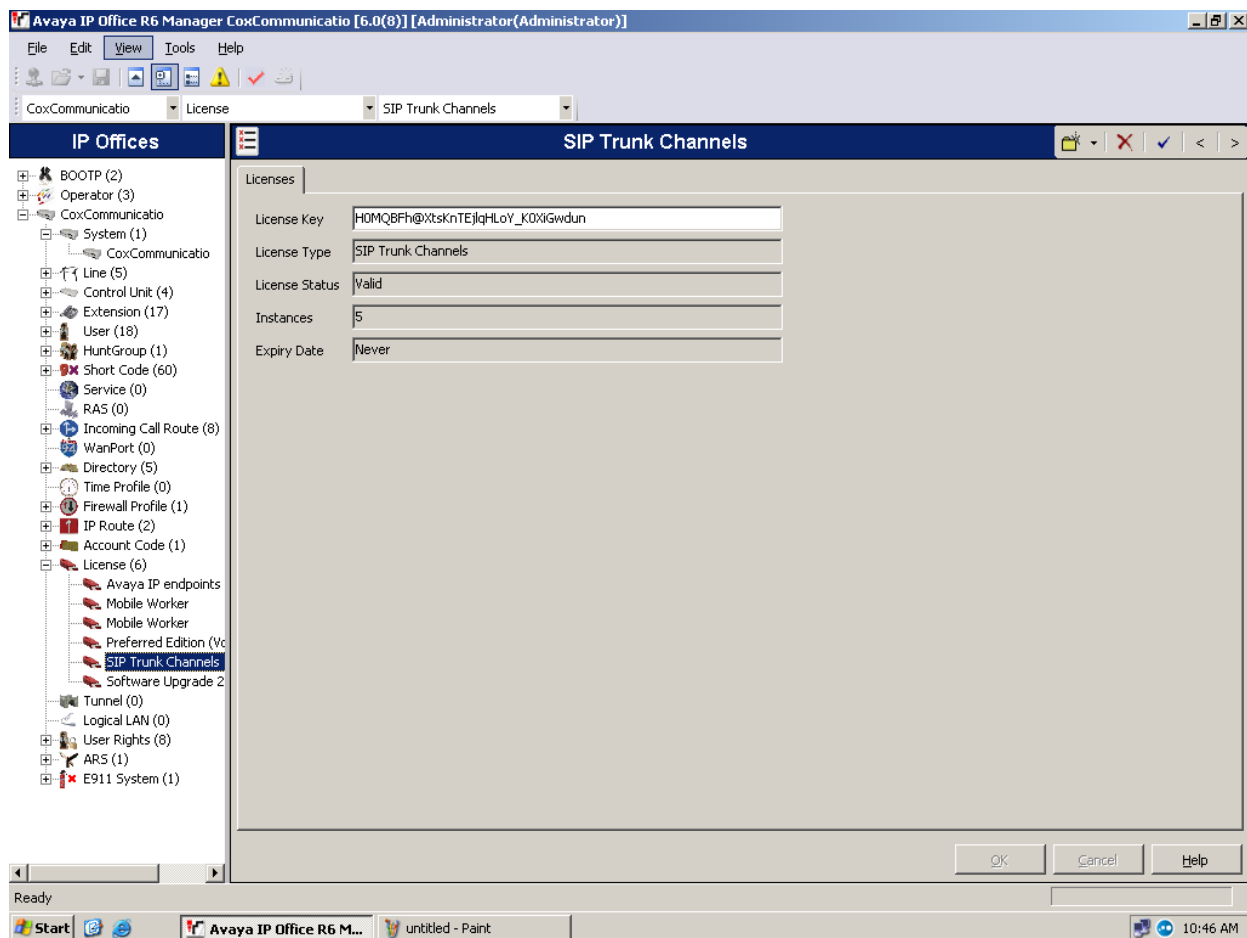 Avaya IP Office R6 Manager CoxCommunicatio [6.0(8)] [Administrator(Administrator)]
File Edit View Tools Help
CoxCommunicatio License SIP Trunk Channels
IP Offices
SIP Trunk Channels
BOOTP (2)
Operator (3)
CoxCommunicatio
System (1)
CoxCommunicatio
Line (5)
Control Unit (4)
Extension (17)
User (18)
HuntGroup (1)
Short Code (60)
Service (0)
RAS (0)
Incoming Call Route (8)
WanPort (0)
Directory (5)
Time Profile (0)
Firewall Profile (1)
IP Route (2)
Account Code (1)
License (6)
Avaya IP endpoints
Mobile Worker
Mobile Worker
Preferred Edition (Vo
SIP Trunk Channels
Software Upgrade 2
Tunnel (0)
Logical LAN (0)
User Rights (8)
ARS (1)
E911 System (1)
Licenses
License Key
License Type SIP Trunk Channels
License Status Valid
Instances 5
Expiry Date Never
OK Cancel Help
Ready
Start Avaya IP Office R6 M... untitled - Paint 10:46 AM